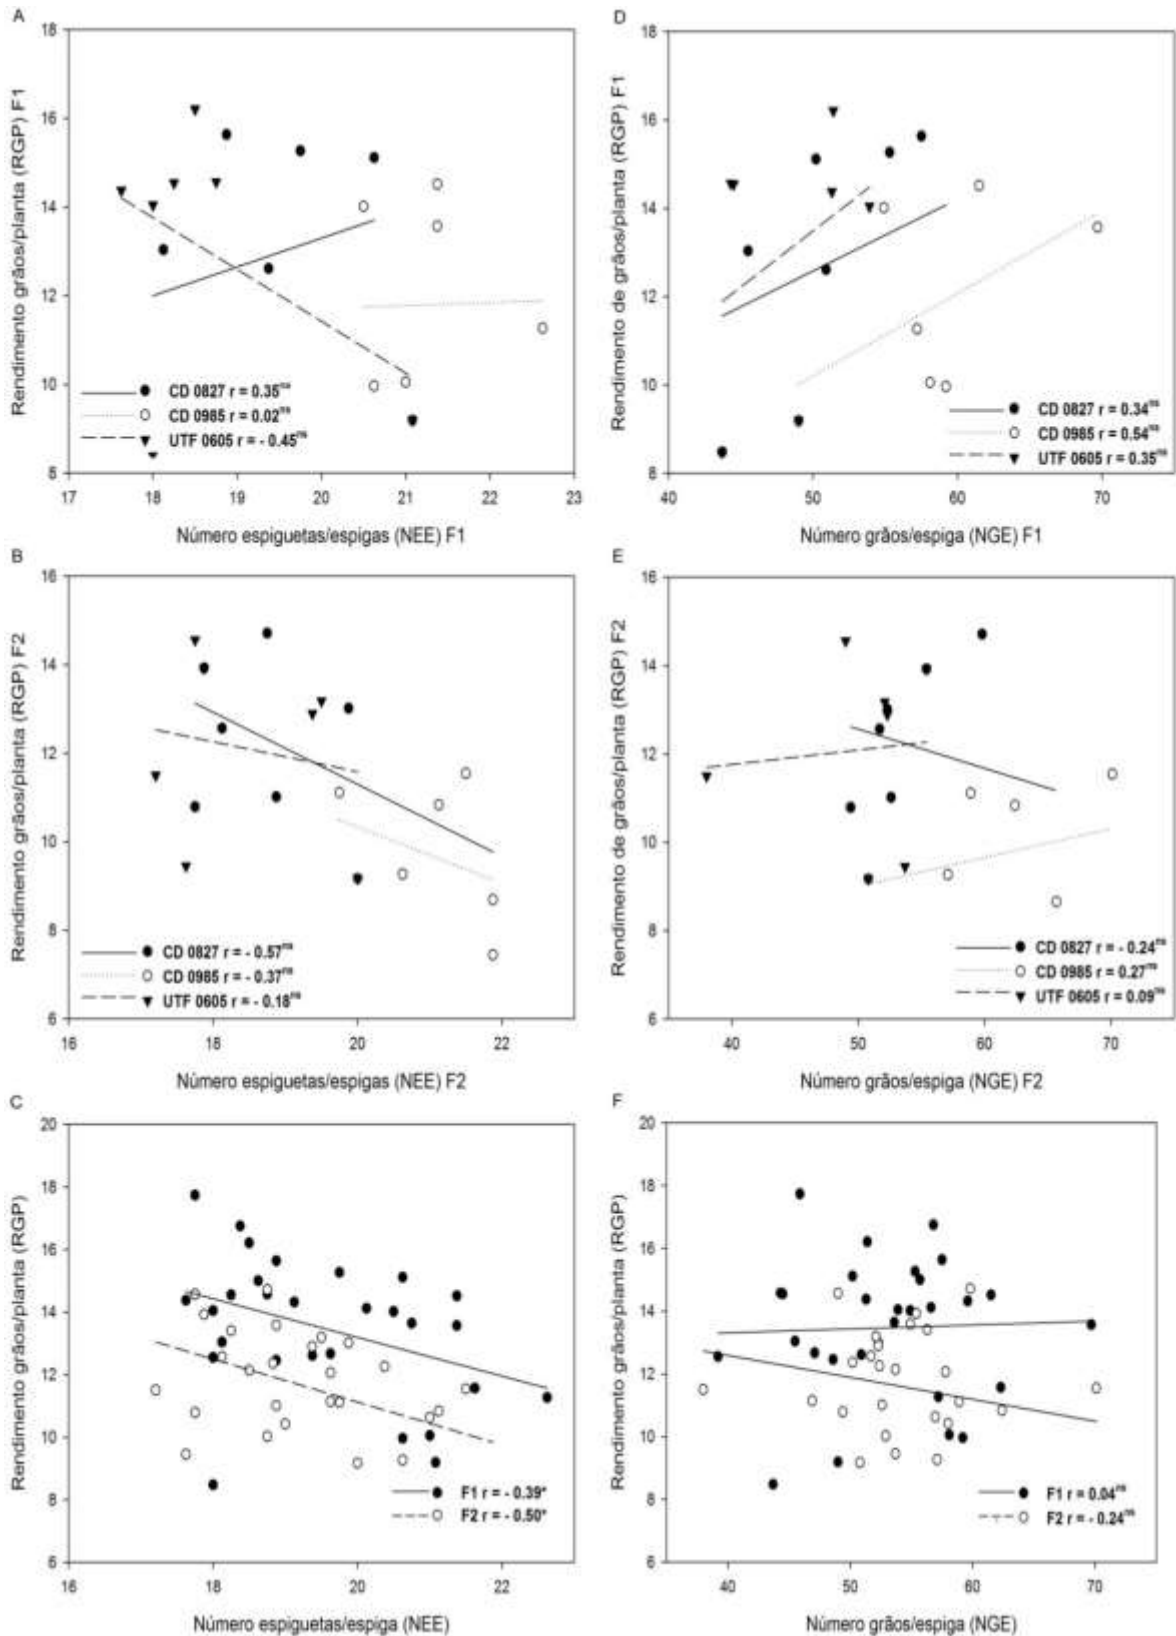 A
Rendimento grãos/planta (RGP) F1
18
16
14
12
10
8
CD 0827 r = 0.35ns
CD 0985 r = 0.02ns
UTF 0605 r = - 0.45ns
17 18 19 20 21 22 23
Número espiguetas/espigas (NEE) F1
D
Rendimento de grãos/planta (RGP) F1
18
16
14
12
10
8
CD 0827 r = 0.34ns
CD 0985 r = 0.54ns
UTF 0605 r = 0.35ns
40 50 60 70
Número grãos/espiga (NGE) F1
B
Rendimento grãos/planta (RGP) F2
16
14
12
10
8
6
CD 0827 r = - 0.57ns
CD 0985 r = - 0.37ns
UTF 0605 r = - 0.18ns
16 18 20 22
Número espiguetas/espigas (NEE) F2
E
Rendimento de grãos/planta (RGP) F2
16
14
12
10
8
6
CD 0827 r = - 0.24ns
CD 0985 r = 0.27ns
UTF 0605 r = 0.09ns
40 50 60 70
Número grãos/espiga (NGE) F2
C
Rendimento grãos/planta (RGP)
20
18
16
14
12
10
8
6
F1 r = - 0.39*
F2 r = - 0.50*
16 18 20 22
Número espiguetas/espiga (NEE)
F
Rendimento grãos/planta (RGP)
20
18
16
14
12
10
8
6
F1 r = 0.04ns
F2 r = - 0.24ns
40 50 60 70
Número grãos/espiga (NGE)